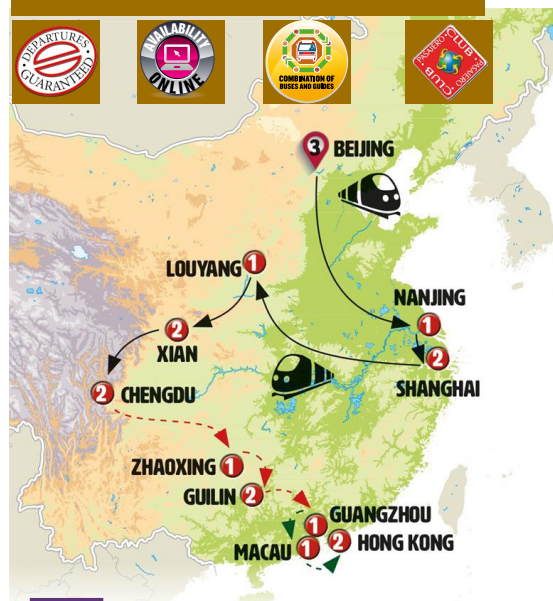 DEPARTURES
GUARANTEED
AVAILABILITY
ONLINE
COMBINATION OF
BUSES AND GUIDES
PASAJERO
CLUB
PASAJERO
CLUB
3 BEIJING
LOUYANG 1
NANJING
1
2
XIAN
2
SHANGHAI
2 CHENGDU
ZHAOXING 1
GUILIN 2
GUANGZHOU
1
MACAU 1
2 HONG KONG